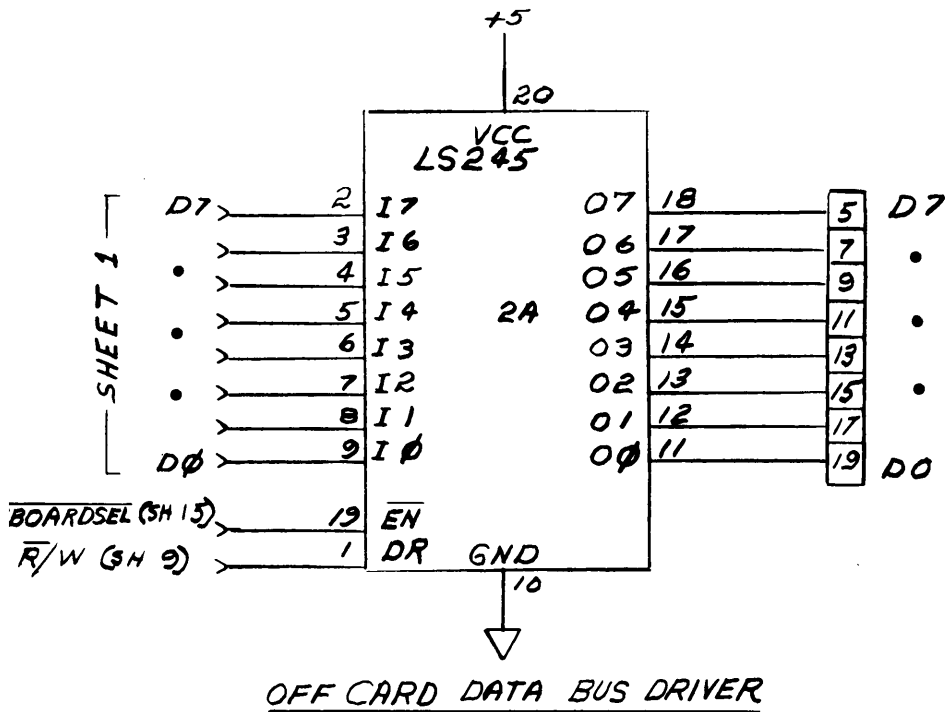 +5
20
VCC
LS245
D7 2 I7 O7 18 5 D7
3 I6 O6 17 7
4 I5 O5 16 9
5 I4 2A O4 15 11
6 I3 O3 14 13
7 I2 O2 13 15
8 I1 O1 12 17
DØ 9 IØ OØ 11 19 D0
SHEET 1
B̅O̅A̅R̅D̅S̅E̅L̅ (SH 15) 19 E̅N̅
R̅/W (SH 9) 1 DR GND
10
OFF CARD DATA BUS DRIVER